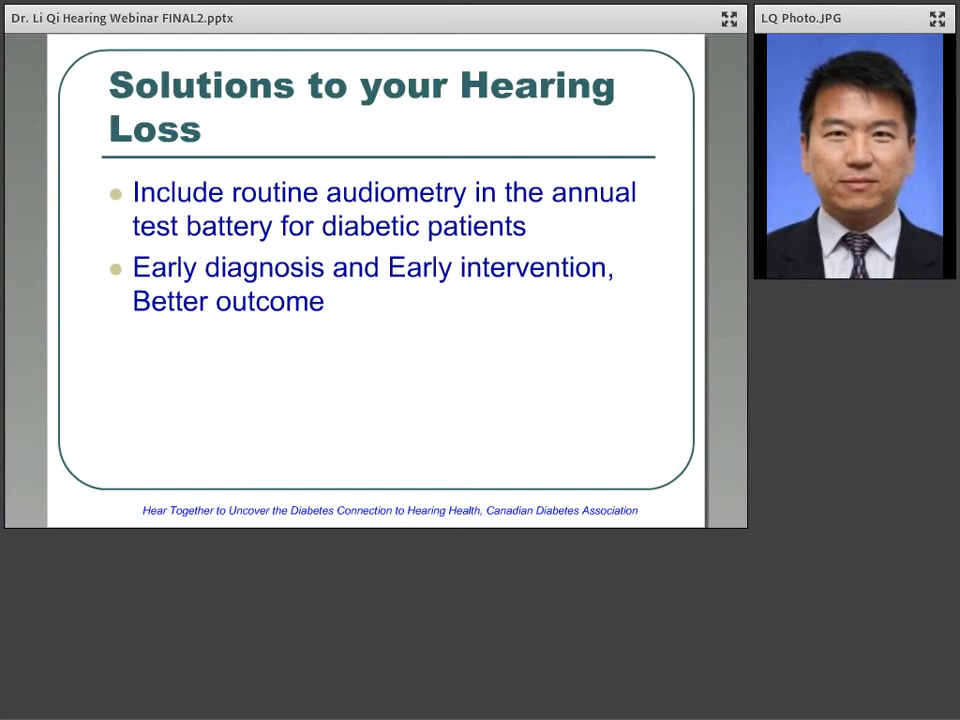 Dr. Li Qi Hearing Webinar FINAL2.pptx
LQ Photo.JPG
Solutions to your Hearing
Loss
Include routine audiometry in the annual
test battery for diabetic patients
Early diagnosis and Early intervention,
Better outcome
Hear Together to Uncover the Diabetes Connection to Hearing Health, Canadian Diabetes Association